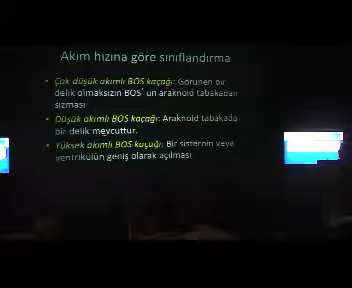 Akım hızına göre sınıflandırma
• Çok düşük akımlı BOS kaçağı: Görünen bir
delik olmaksızın BOS' un araknoid tabakadan
sızması
• Düşük akımlı BOS kaçağı: Araknoid tabakada
bir delik mevcuttur.
• Yüksek akımlı BOS kaçağı: Bir sisternin veya
ventrikülün geniş olarak açılması